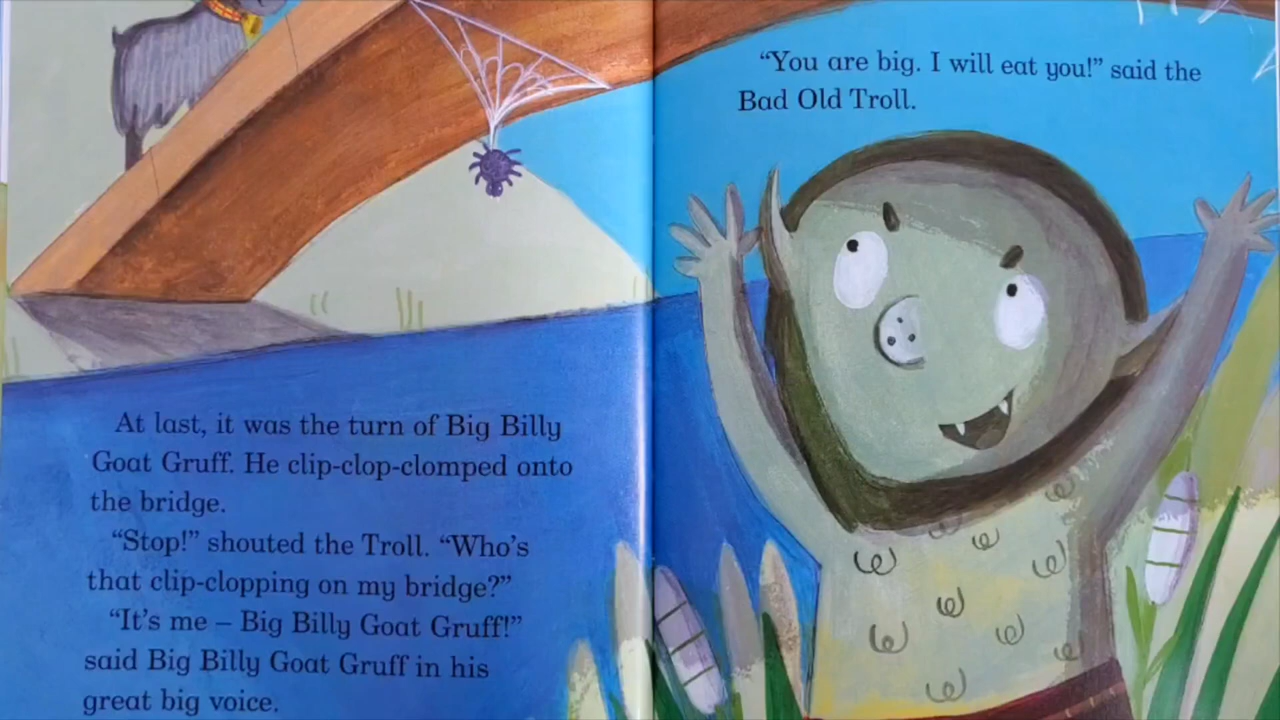 At last, it was the turn of Big Billy
Goat Gruff. He clip-clop-clomped onto
the bridge.
“Stop!” shouted the Troll. “Who’s
that clip-clopping on my bridge?”
“It’s me – Big Billy Goat Gruff!”
said Big Billy Goat Gruff in his
great big voice.
“You are big. I will eat you!” said the
Bad Old Troll.